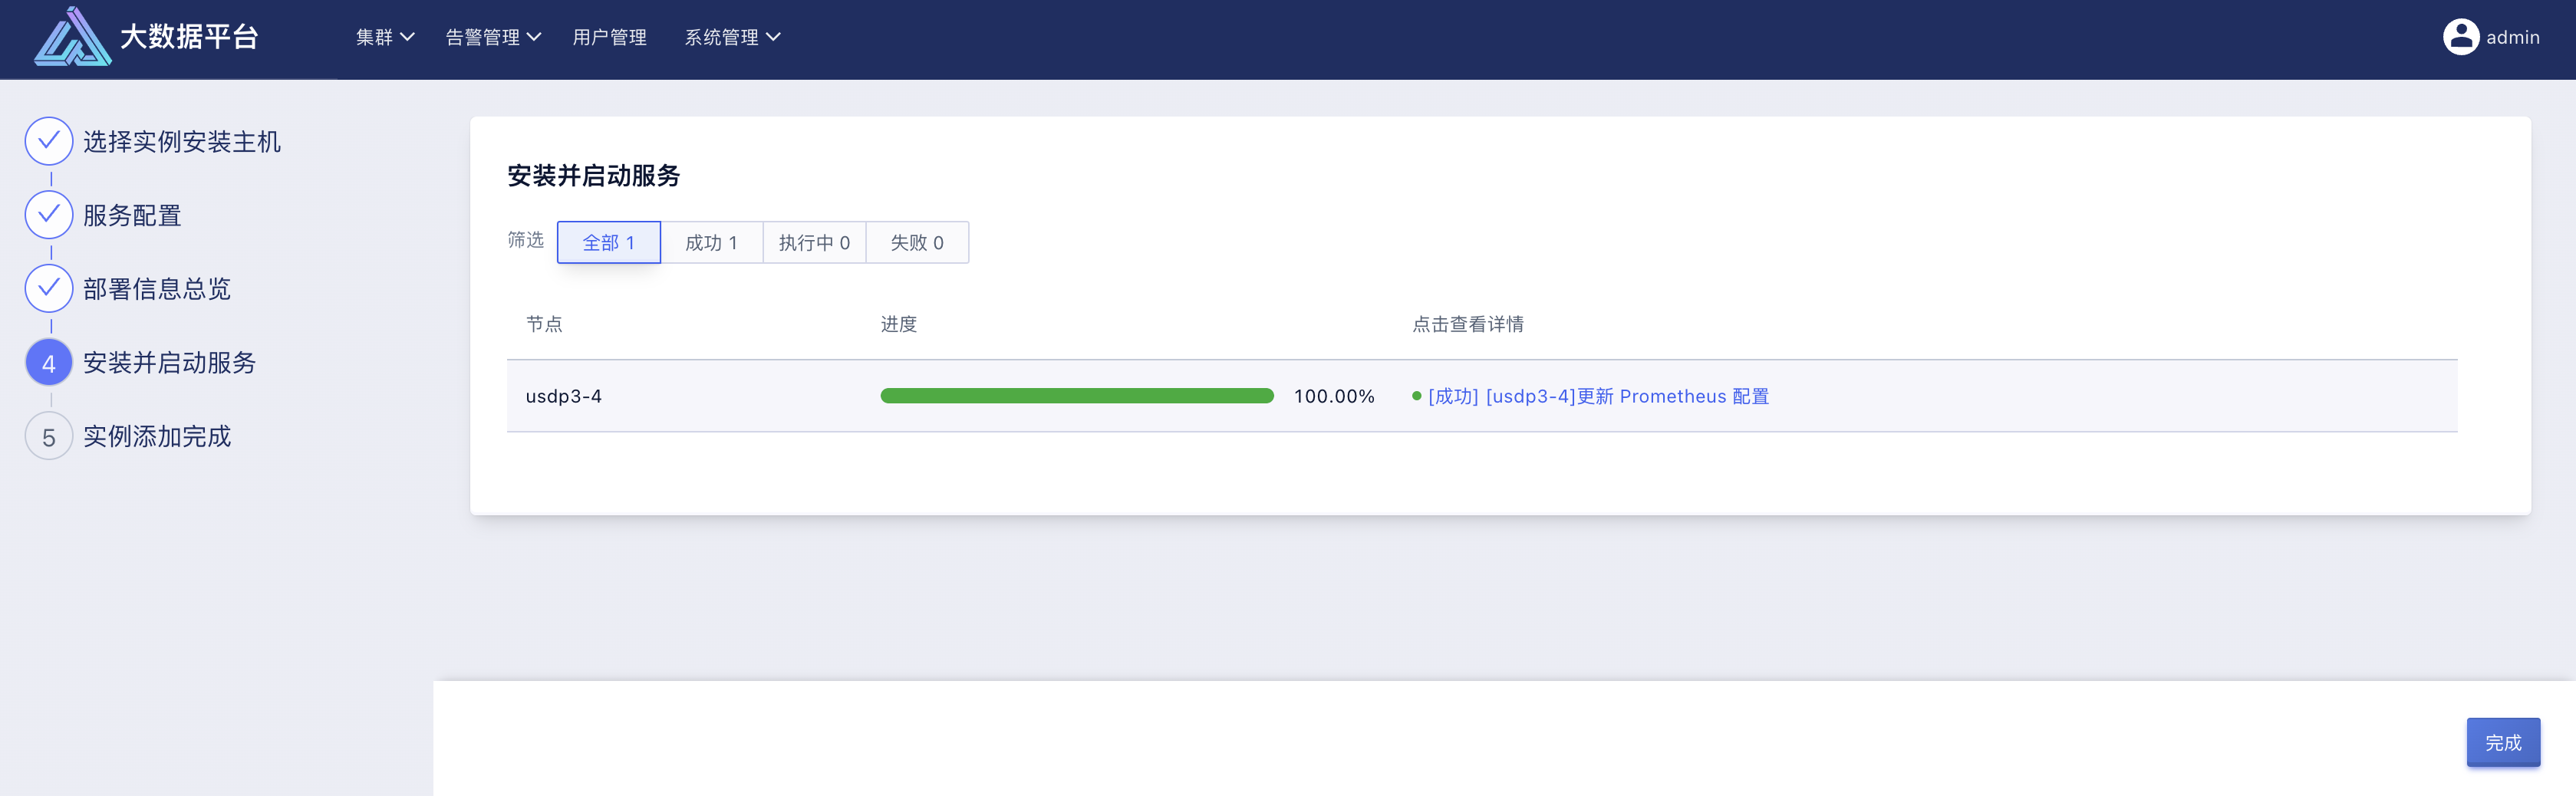 大数据平台
集群
告警管理
用户管理
系统管理
admin
选择实例安装主机
服务配置
部署信息总览
4 安装并启动服务
5 实例添加完成
安装并启动服务
筛选 全部 1 成功 1 执行中 0 失败 0
节点 进度 点击查看详情
usdp3-4 100.00% [成功] [usdp3-4]更新 Prometheus 配置
完成